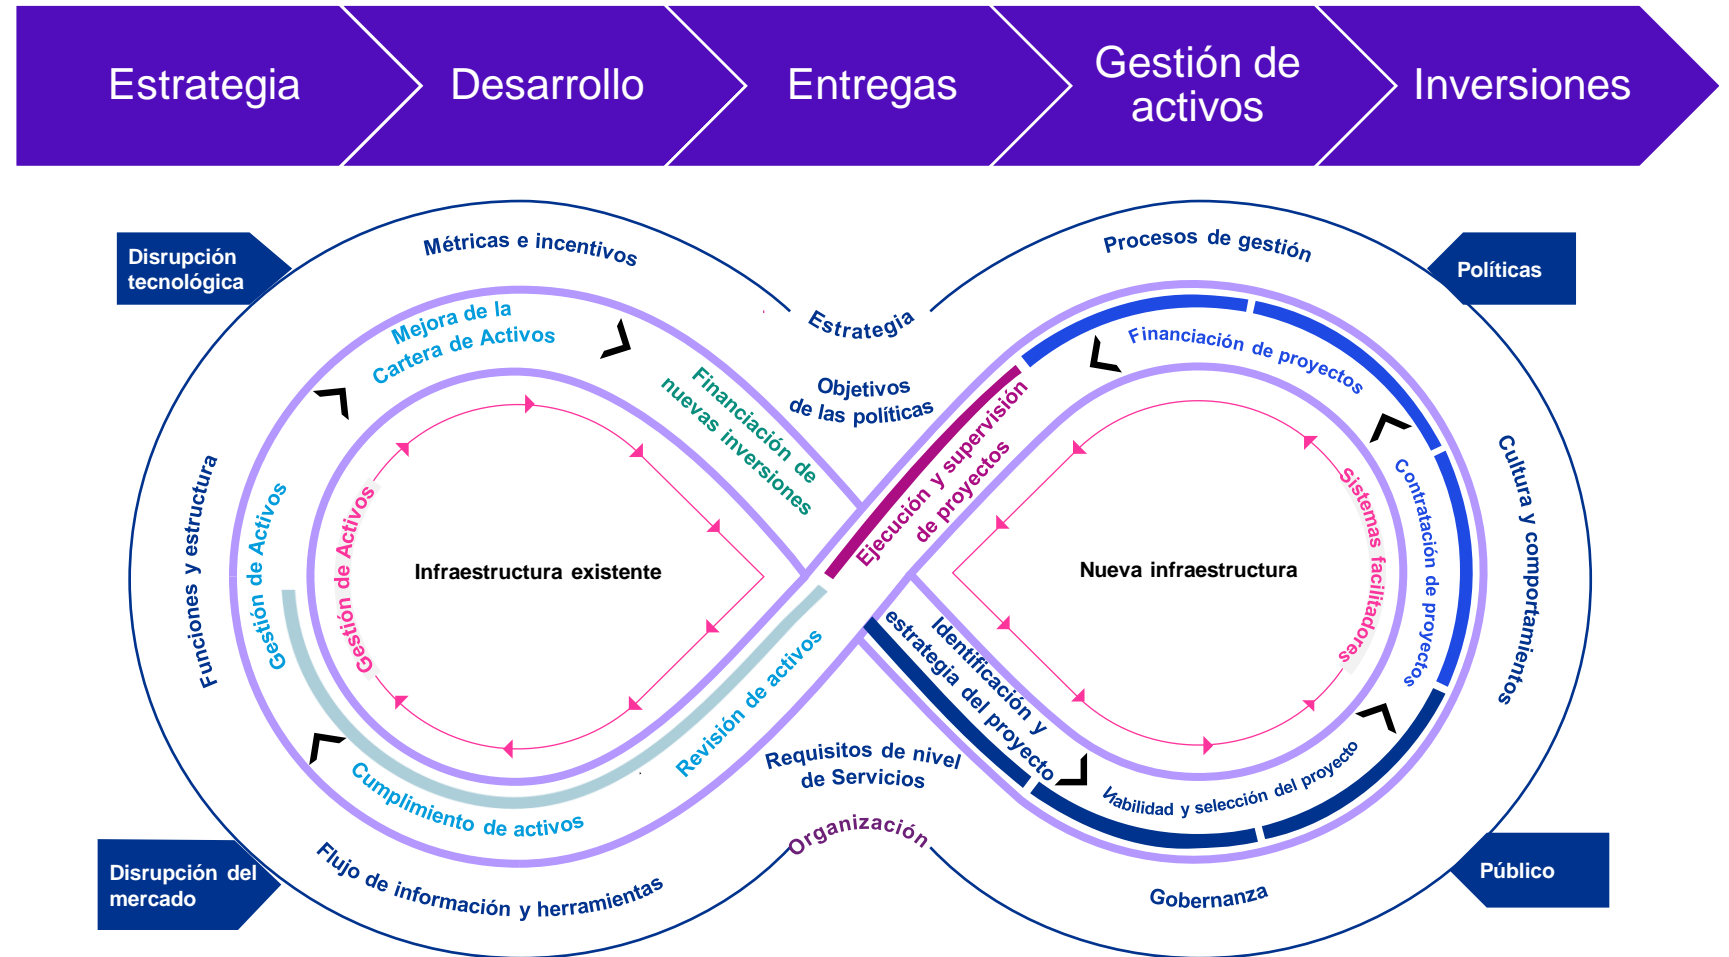 Estrategia
Desarrollo
Entregas
Gestión de
activos
Inversiones
Disrupción
tecnológica
Métricas e incentivos
Procesos de gestión
Políticas
Estrategia
Objetivos
de las políticas
Mejora de la
Cartera de Activos
Financiación de
nuevas inversiones
Ejecución y supervisión
de proyectos
Financiación de proyectos
Contratación de proyectos
Cultura y comportamientos
Funciones y estructura
Gestión de Activos
Gestión de Activos
Infraestructura existente
Nueva infraestructura
Sistemas facilitadores
Identificación y
estrategia del proyecto
Viabilidad y selección del proyecto
Revisión de activos
Cumplimiento de activos
Requisitos de nivel
de Servicios
Organización
Flujo de información y herramientas
Gobernanza
Disrupción del
mercado
Público